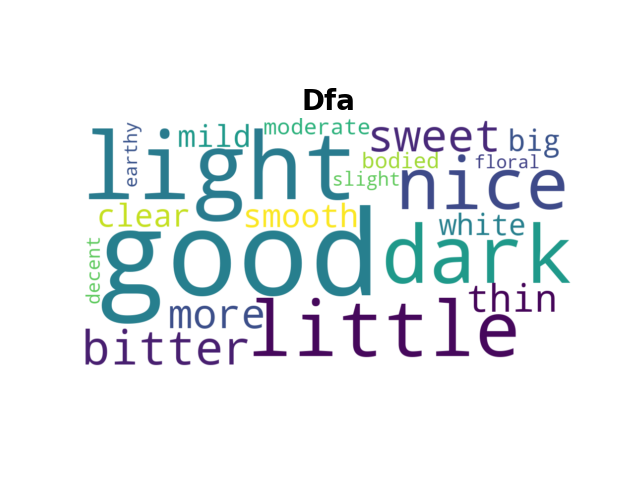 Dfa
earthy
light
mild
moderate
sweet
big
bodied
floral
slight
nice
clear
smooth
white
decent
good
dark
more
thin
bitter
little